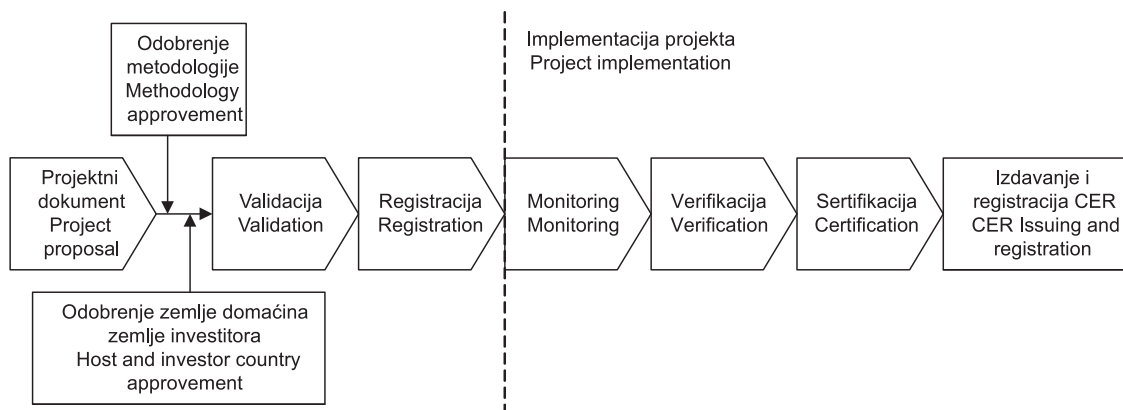 Odobrenje
metodologije
Methodology
approvement
Implementacija projekta
Project implementation
Projektni
dokument
Project
proposal
Validacija
Validation
Registracija
Registration
Monitoring
Monitoring
Verifikacija
Verification
Sertifikacija
Certification
Izdavanje i
registracija CER
CER Issuing and
registration
Odobrenje zemlje domaćina
zemlje investitora
Host and investor country
approvement